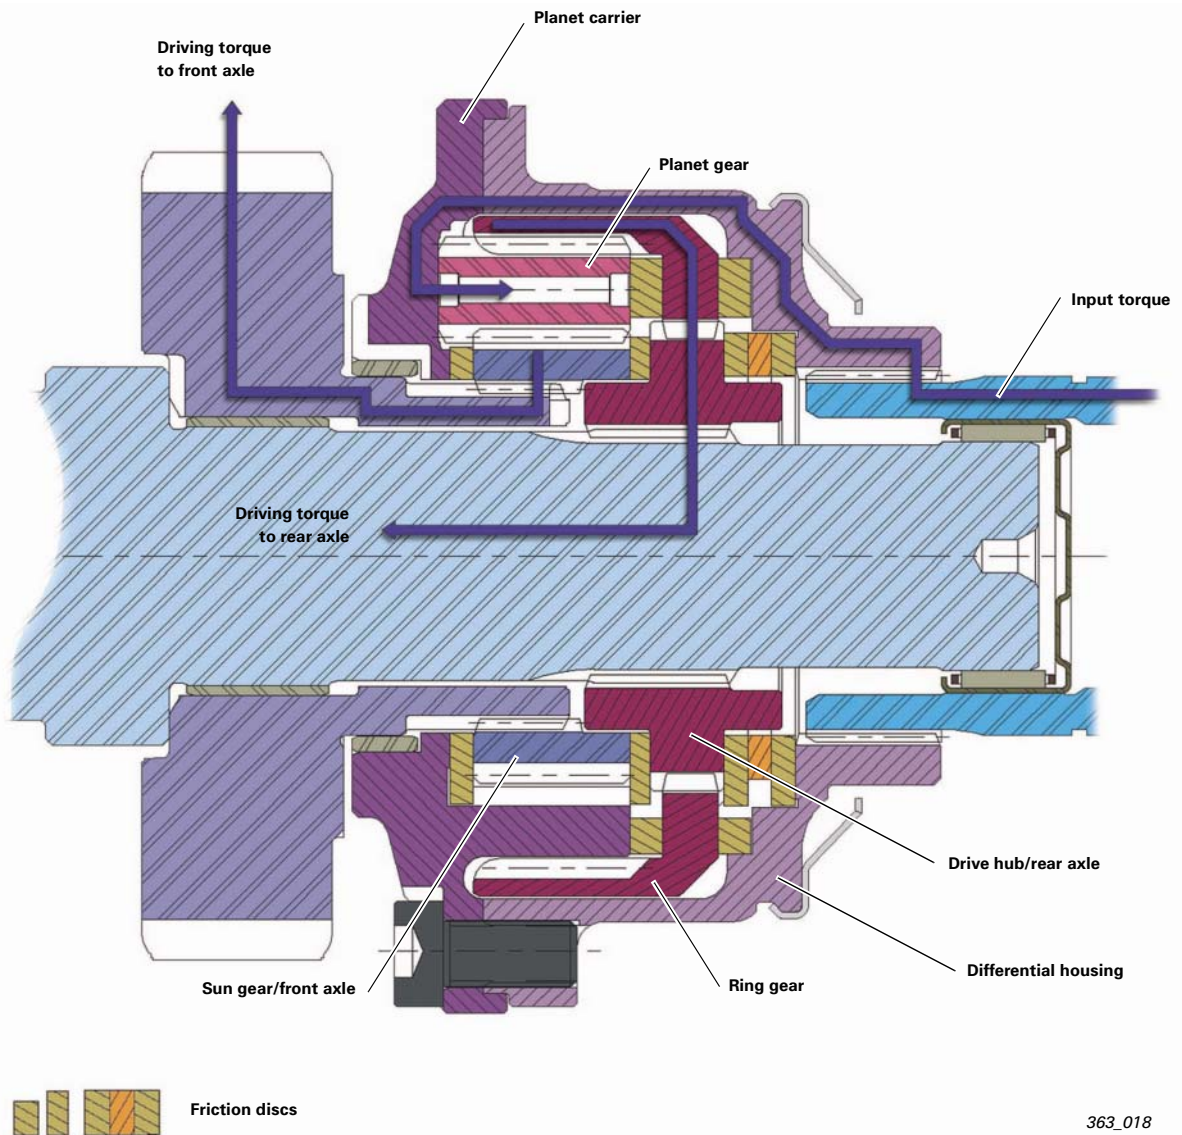 Planet carrier
Driving torque
to front axle
Planet gear
Input torque
Driving torque
to rear axle
Drive hub/rear axle
Differential housing
Sun gear/front axle
Ring gear
Friction discs
363_018